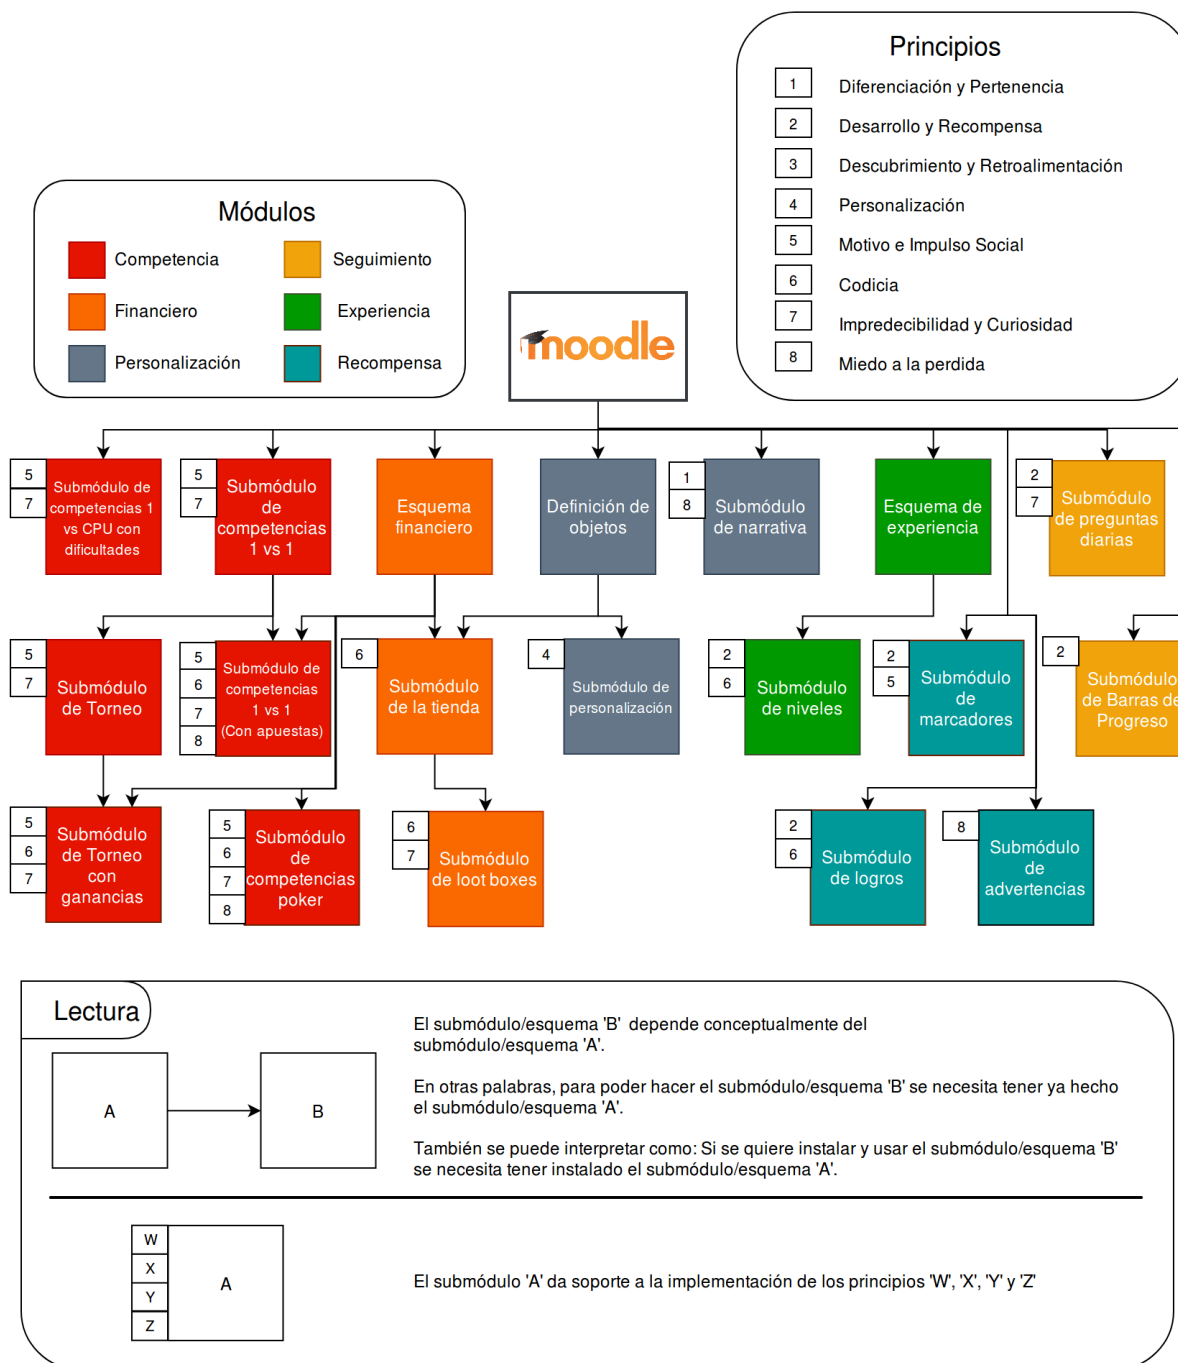 Principios
1 Diferenciación y Pertenencia
2 Desarrollo y Recompensa
3 Descubrimiento y Retroalimentación
4 Personalización
5 Motivo e Impulso Social
6 Codicia
7 Impredecibilidad y Curiosidad
8 Miedo a la perdida
Módulos
Competencia
Seguimiento
Financiero
Experiencia
Personalización
Recompensa
moodle
5
7
Submódulo de
competencias 1
vs CPU con
dificultades
5
7
Submódulo
de
competencias
1 vs 1
Esquema
financiero
Definición de
objetos
1
8
Submódulo
de narrativa
Esquema de
experiencia
2
7
Submódulo
de preguntas
diarias
5
7
Submódulo
de Torneo
5
6
7
8
Submódulo de
competencias
1 vs 1
(Con apuestas)
6
Submódulo
de la tienda
4
Submódulo de
personalización
2
6
Submódulo
de niveles
2
5
Submódulo
de
marcadores
2
Submódulo
de Barras de
Progreso
5
6
7
Submódulo
de Torneo
con
ganancias
5
6
7
8
Submódulo
de
competencias
poker
6
7
Submódulo
de loot boxes
2
6
Submódulo
de logros
8
Submódulo
de
advertencias
Lectura
A
B
El submódulo/esquema 'B' depende conceptualmente del
submódulo/esquema 'A'.
En otras palabras, para poder hacer el submódulo/esquema 'B' se necesita tener ya hecho
el submódulo/esquema 'A'.
También se puede interpretar como: Si se quiere instalar y usar el submódulo/esquema 'B'
se necesita tener instalado el submódulo/esquema 'A'.
W
X
Y
Z
A
El submódulo 'A' da soporte a la implementación de los principios 'W', 'X', 'Y' y 'Z'